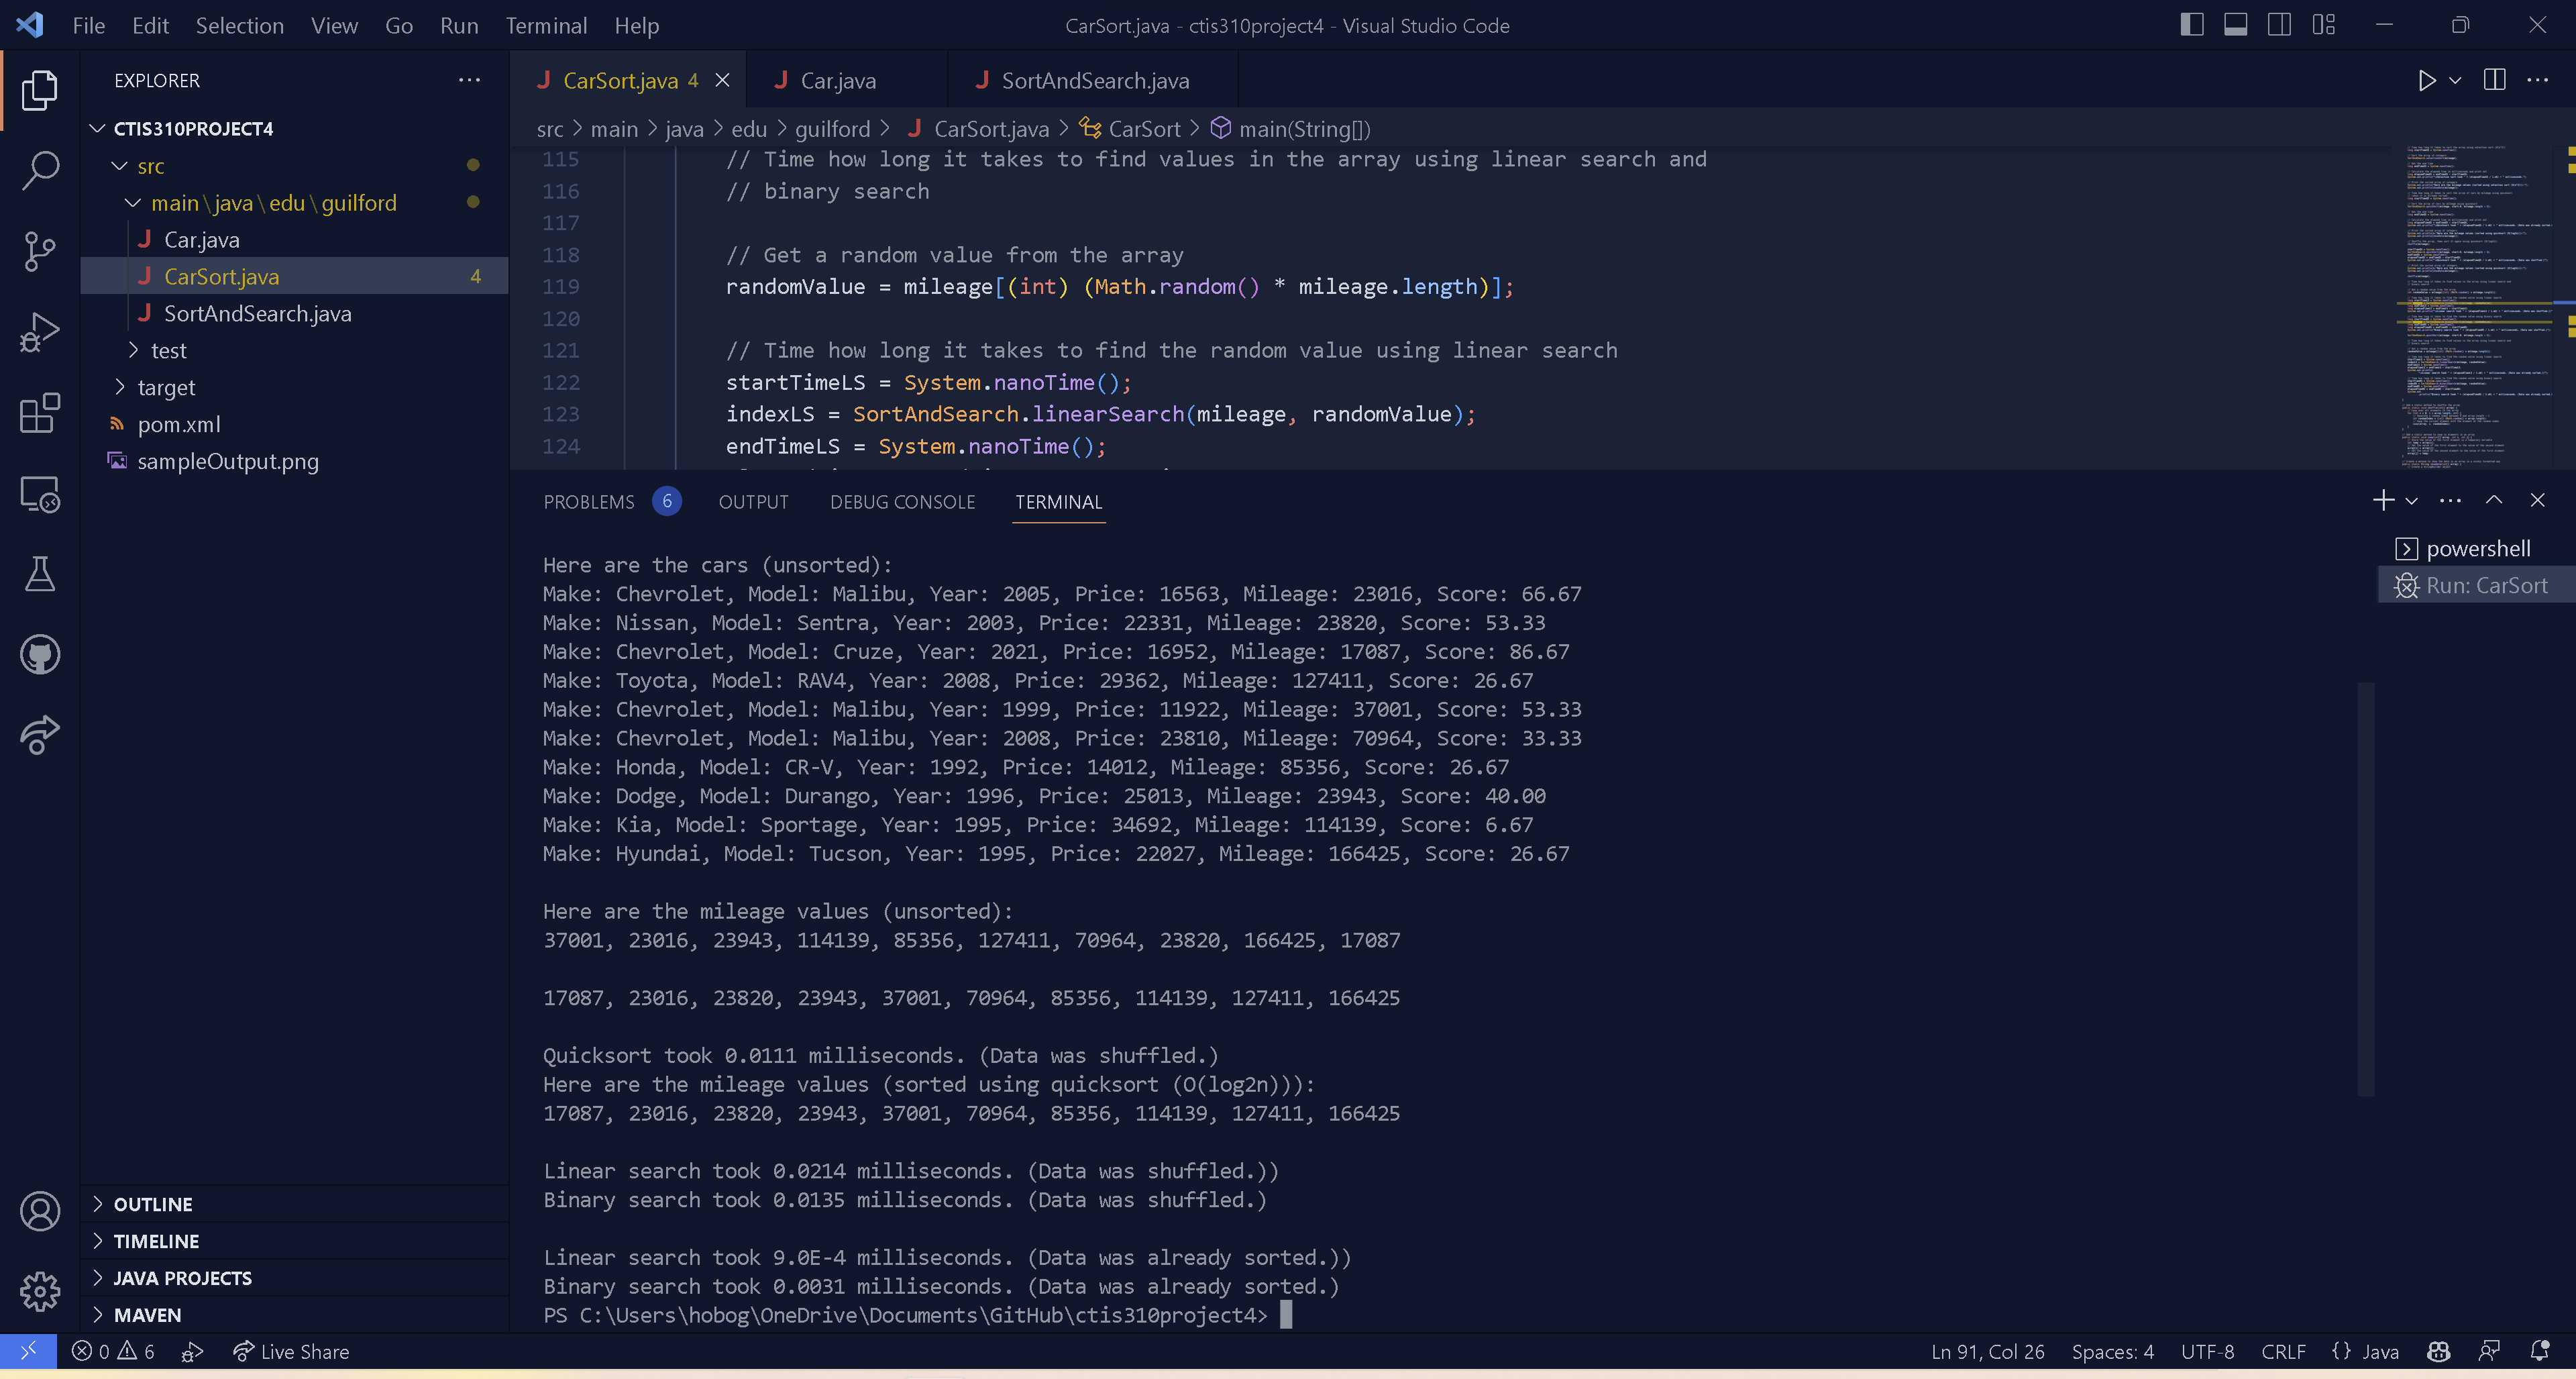 File Edit Selection View Go Run Terminal Help
CarSort.java - ctis310project4 - Visual Studio Code
EXPLORER
CTIS310PROJECT4
src
main\java\edu\guilford
Car.java
CarSort.java 4
SortAndSearch.java
test
target
pom.xml
sampleOutput.png
OUTLINE
TIMELINE
JAVA PROJECTS
MAVEN
CarSort.java 4 Car.java SortAndSearch.java
src > main > java > edu > guilford > CarSort.java > CarSort > main(String[])
115 // Time how long it takes to find values in the array using linear search and
116 // binary search
117
118 // Get a random value from the array
119 randomValue = mileage[(int) (Math.random() * mileage.length)];
120
121 // Time how long it takes to find the random value using linear search
122 startTimeLS = System.nanoTime();
123 indexLS = SortAndSearch.linearSearch(mileage, randomValue);
124 endTimeLS = System.nanoTime();
PROBLEMS 6 OUTPUT DEBUG CONSOLE TERMINAL
powershell
Run: CarSort
Here are the cars (unsorted):
Make: Chevrolet, Model: Malibu, Year: 2005, Price: 16563, Mileage: 23016, Score: 66.67
Make: Nissan, Model: Sentra, Year: 2003, Price: 22331, Mileage: 23820, Score: 53.33
Make: Chevrolet, Model: Cruze, Year: 2021, Price: 16952, Mileage: 17087, Score: 86.67
Make: Toyota, Model: RAV4, Year: 2008, Price: 29362, Mileage: 127411, Score: 26.67
Make: Chevrolet, Model: Malibu, Year: 1999, Price: 11922, Mileage: 37001, Score: 53.33
Make: Chevrolet, Model: Malibu, Year: 2008, Price: 23810, Mileage: 70964, Score: 33.33
Make: Honda, Model: CR-V, Year: 1992, Price: 14012, Mileage: 85356, Score: 26.67
Make: Dodge, Model: Durango, Year: 1996, Price: 25013, Mileage: 23943, Score: 40.00
Make: Kia, Model: Sportage, Year: 1995, Price: 34692, Mileage: 114139, Score: 6.67
Make: Hyundai, Model: Tucson, Year: 1995, Price: 22027, Mileage: 166425, Score: 26.67
Here are the mileage values (unsorted):
37001, 23016, 23943, 114139, 85356, 127411, 70964, 23820, 166425, 17087
17087, 23016, 23820, 23943, 37001, 70964, 85356, 114139, 127411, 166425
Quicksort took 0.0111 milliseconds. (Data was shuffled.)
Here are the mileage values (sorted using quicksort (O(log2n))):
17087, 23016, 23820, 23943, 37001, 70964, 85356, 114139, 127411, 166425
Linear search took 0.0214 milliseconds. (Data was shuffled.))
Binary search took 0.0135 milliseconds. (Data was shuffled.)
Linear search took 9.0E-4 milliseconds. (Data was already sorted.))
Binary search took 0.0031 milliseconds. (Data was already sorted.)
PS C:\Users\hobog\OneDrive\Documents\GitHub\ctis310project4>
0 6 Live Share Ln 91, Col 26 Spaces: 4 UTF-8 CRLF {} Java